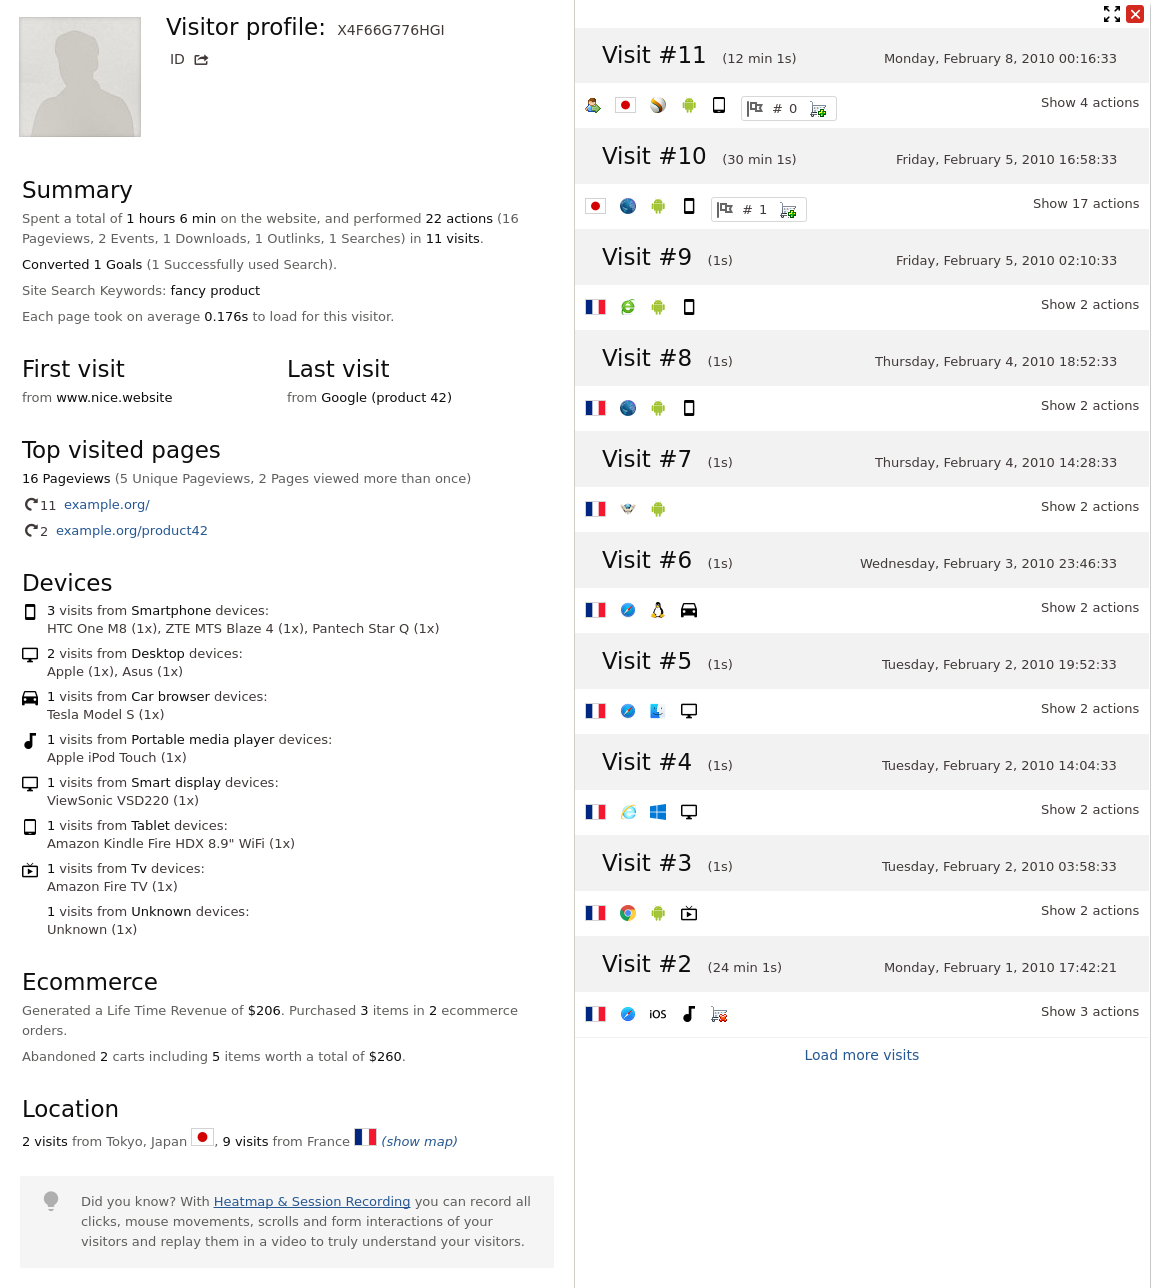 Visitor profile: X4F66G776HGI
ID
Summary
Spent a total of 1 hours 6 min on the website, and performed 22 actions (16
Pageviews, 2 Events, 1 Downloads, 1 Outlinks, 1 Searches) in 11 visits.
Converted 1 Goals (1 Successfully used Search).
Site Search Keywords: fancy product
Each page took on average 0.176s to load for this visitor.
First visit
from www.nice.website
Last visit
from Google (product 42)
Top visited pages
16 Pageviews (5 Unique Pageviews, 2 Pages viewed more than once)
11 example.org/
2 example.org/product42
Devices
3 visits from Smartphone devices:
HTC One M8 (1x), ZTE MTS Blaze 4 (1x), Pantech Star Q (1x)
2 visits from Desktop devices:
Apple (1x), Asus (1x)
1 visits from Car browser devices:
Tesla Model S (1x)
1 visits from Portable media player devices:
Apple iPod Touch (1x)
1 visits from Smart display devices:
ViewSonic VSD220 (1x)
1 visits from Tablet devices:
Amazon Kindle Fire HDX 8.9" WiFi (1x)
1 visits from Tv devices:
Amazon Fire TV (1x)
1 visits from Unknown devices:
Unknown (1x)
Ecommerce
Generated a Life Time Revenue of $206. Purchased 3 items in 2 ecommerce
orders.
Abandoned 2 carts including 5 items worth a total of $260.
Location
2 visits from Tokyo, Japan , 9 visits from France (show map)
Did you know? With Heatmap & Session Recording you can record all
clicks, mouse movements, scrolls and form interactions of your
visitors and replay them in a video to truly understand your visitors.
Visit #11 (12 min 1s) Monday, February 8, 2010 00:16:33
# 0 Show 4 actions
Visit #10 (30 min 1s) Friday, February 5, 2010 16:58:33
# 1 Show 17 actions
Visit #9 (1s) Friday, February 5, 2010 02:10:33
Show 2 actions
Visit #8 (1s) Thursday, February 4, 2010 18:52:33
Show 2 actions
Visit #7 (1s) Thursday, February 4, 2010 14:28:33
Show 2 actions
Visit #6 (1s) Wednesday, February 3, 2010 23:46:33
Show 2 actions
Visit #5 (1s) Tuesday, February 2, 2010 19:52:33
Show 2 actions
Visit #4 (1s) Tuesday, February 2, 2010 14:04:33
Show 2 actions
Visit #3 (1s) Tuesday, February 2, 2010 03:58:33
Show 2 actions
Visit #2 (24 min 1s) Monday, February 1, 2010 17:42:21
iOS Show 3 actions
Load more visits